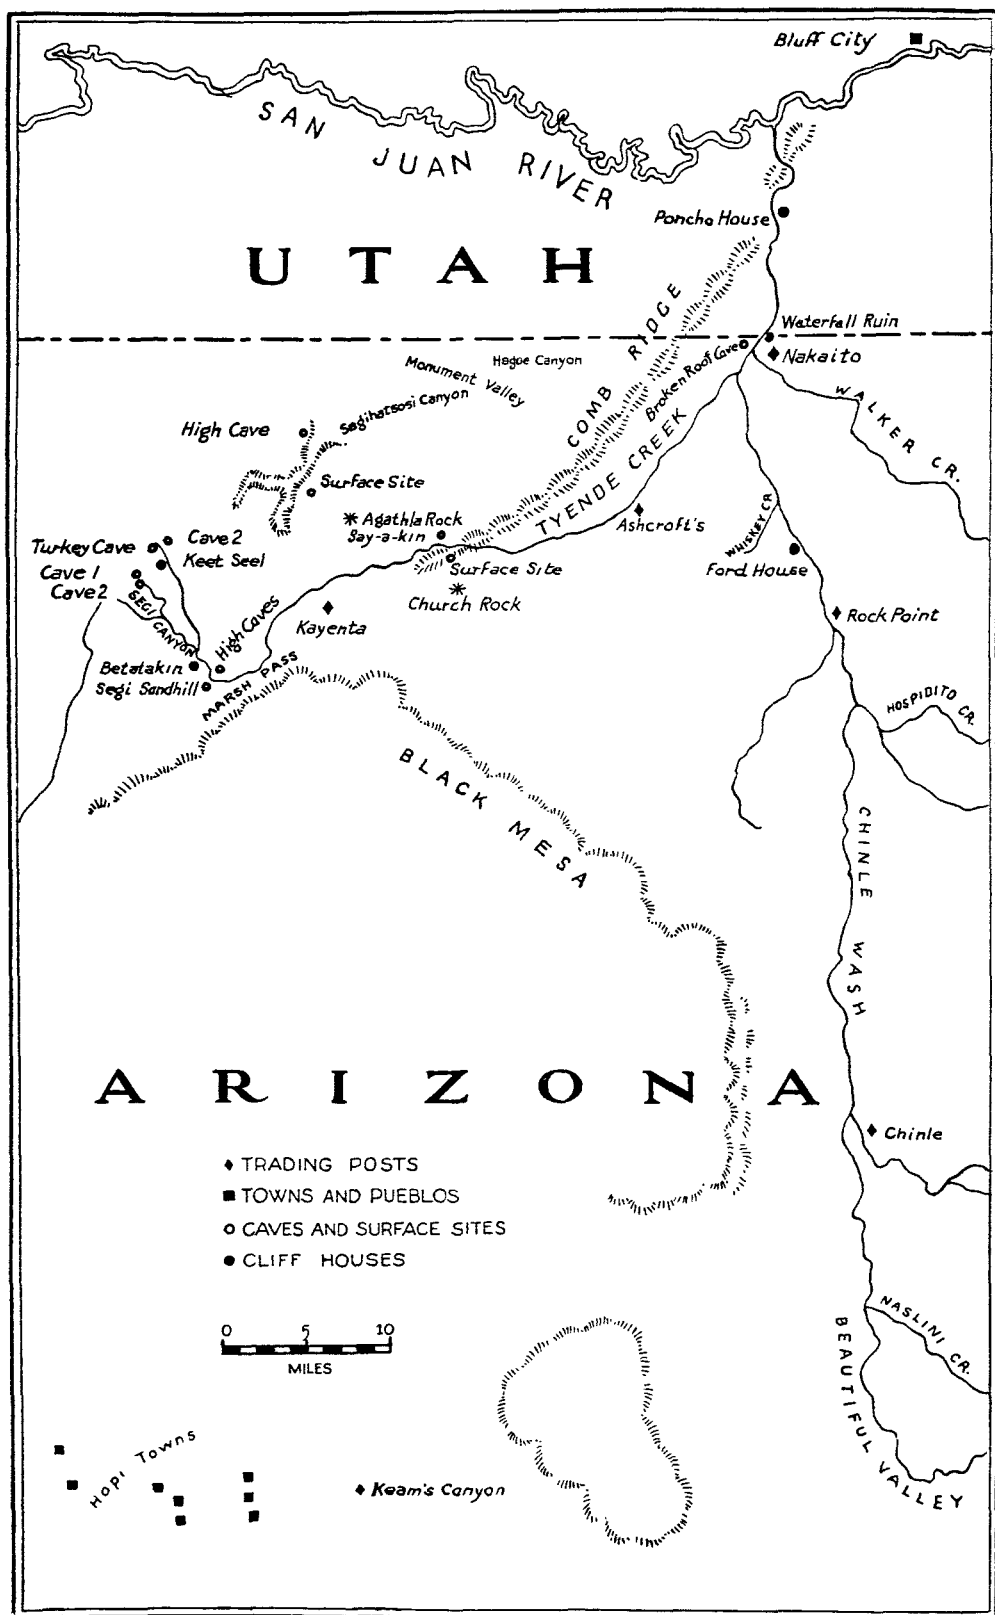 Bluff City
SAN JUAN RIVER
Poncho House
UTAH
COMB RIDGE
Waterfall Ruin
Nakaito
Broken Roof Cave
Hagoe Canyon
Monument Valley
Segihatsosi Canyon
WALKER CR.
High Cave
Surface Site
TYENDE CREEK
Agathla Rock
Say-a-kin
Ashcroft's
WHISKEY CR
Turkey Cave
Cave 2
Keet Seel
Cave 1
Cave 2
SEGI CANYON
Surface Site
Church Rock
Ford House
High Caves
Kayenta
Rock Point
Betatakin
Segi Sandhill
MARSH PASS
HOSPIDITO CR.
BLACK MESA
CHINLE WASH
ARIZONA
Chinle
TRADING POSTS
TOWNS AND PUEBLOS
CAVES AND SURFACE SITES
CLIFF HOUSES
0 5 10
MILES
NASLINI CR.
BEAUTIFUL VALLEY
Hopi Towns
Keam's Canyon